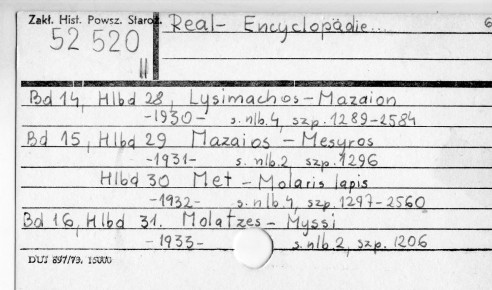 Zakł. Hist. Powsz. Staroż. Real-Encyclopädie... 6
52 520
II
Bd 14, Hlbd 28, Lysimachos-Mazaion
-1930- s.nlb.4, szp. 1289-2584
Bd 15, Hlbd 29 Mazaios - Mesyros
-1931- s.nlb.2 szp. 1296
Hlbd 30 Met - Molaris lapis
-1932- s.nlb.4, szp. 1297-2560
Bd 16, Hlbd 31. Molatzes - Myssi
-1933- s.nlb 2, szp. 1206
DUJ 897/73. 15000